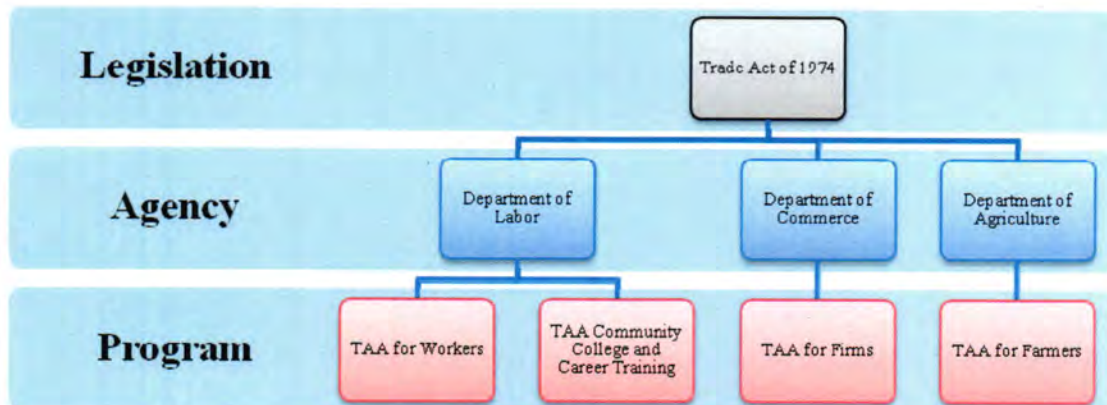 Legislation
Trade Act of 1974
Agency
Department of
Labor
Department of
Commerce
Department of
Agriculture
Program
TAA for Workers
TAA Community
College and
Career Training
TAA for Firms
TAA for Farmers